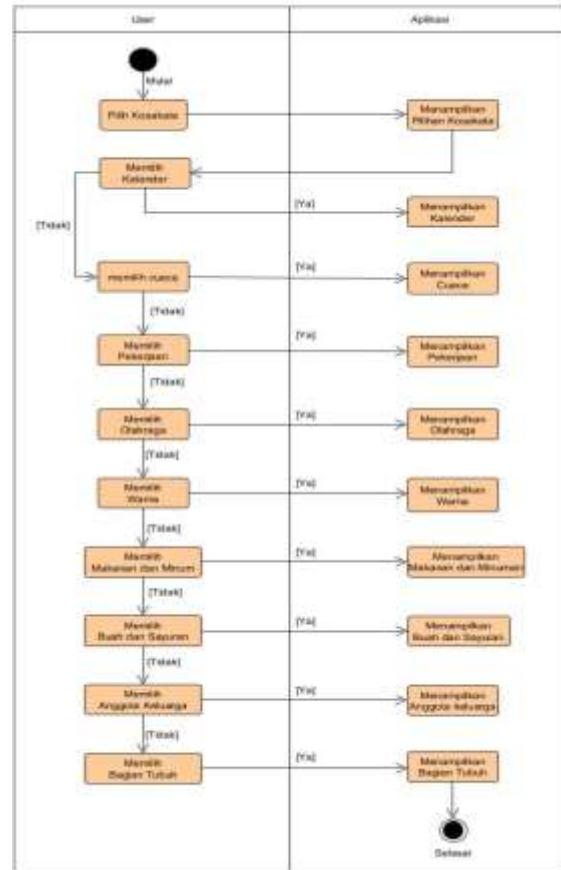 User
Aplikasi
Mulai
Pilih Kosakata
Menampilkan
Pilihan Kosakata
Memilih
Kalender
[Ya]
Menampilkan
Kalender
[Tidak]
memilih cuaca
[Ya]
Menampilkan
Cuaca
[Tidak]
Memilih
Pekerjaan
[Ya]
Menampilkan
Pekerjaan
[Tidak]
Memilih
Olahraga
[Ya]
Menampilkan
Olahraga
[Tidak]
Memilih
Warna
[Ya]
Menampilkan
Warna
[Tidak]
Memilih
Makanan dan Minum
[Ya]
Menampilkan
Makanan dan Minuman
[Tidak]
Memilih
Buah dan Sayuran
[Ya]
Menampilkan
Buah dan Sayuran
[Tidak]
Memilih
Anggota Keluarga
[Ya]
Menampilkan
Anggota keluarga
[Tidak]
Memilih
Bagian Tubuh
[Ya]
Menampilkan
Bagian Tubuh
Selesai